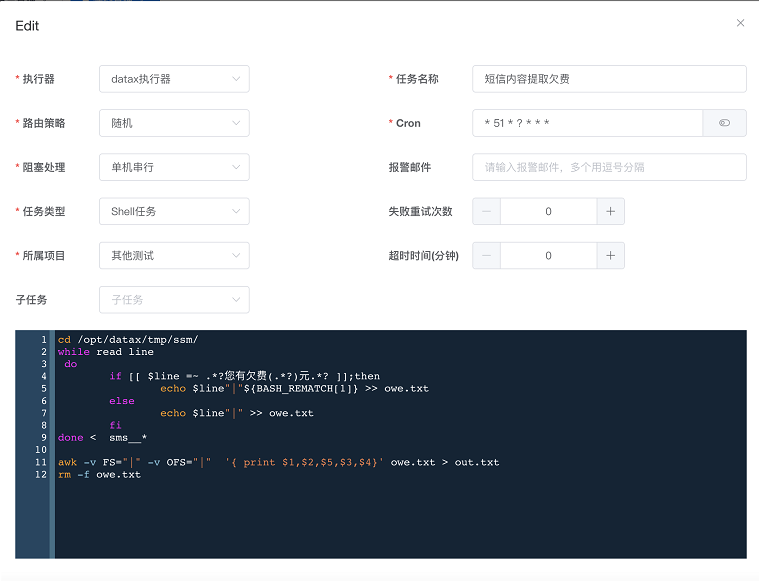 Edit
* 执行器 datax执行器 * 任务名称 短信内容提取欠费
* 路由策略 随机 * Cron * 51 * ? * * *
* 阻塞处理 单机串行 报警邮件 请输入报警邮件，多个用逗号分隔
* 任务类型 Shell任务 失败重试次数 0
* 所属项目 其他测试 超时时间(分钟) 0
子任务 子任务
1 cd /opt/datax/tmp/ssm/
2 while read line
3 do
4 if [[ $line =~ .*?您有欠费(.*?)元.*? ]];then
5 echo $line"|"${BASH_REMATCH[1]} >> owe.txt
6 else
7 echo $line"|" >> owe.txt
8 fi
9 done < sms__*
10
11 awk -v FS="|" -v OFS="|" '{ print $1,$2,$5,$3,$4}' owe.txt > out.txt
12 rm -f owe.txt